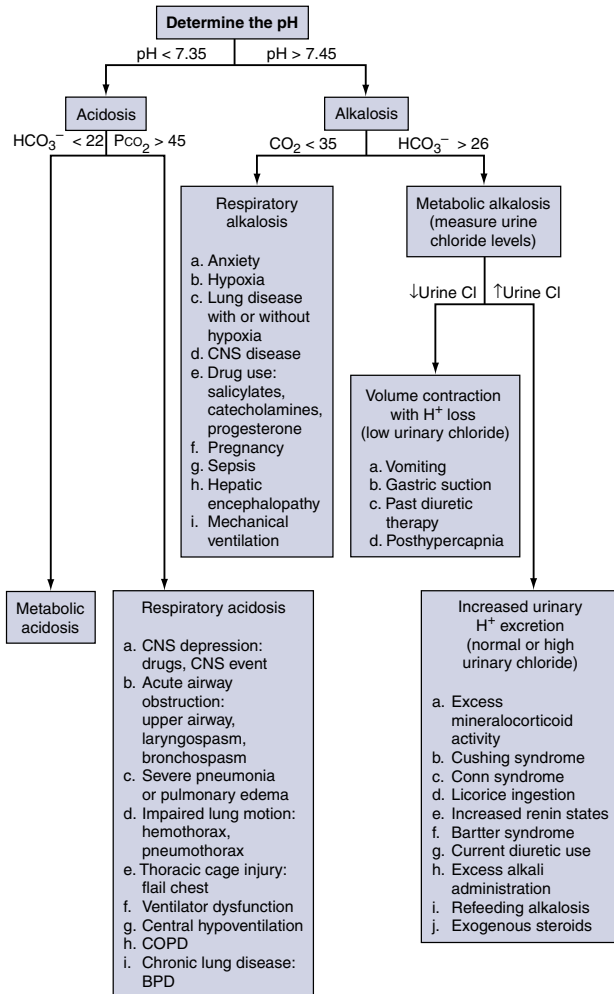 Determine the pH
pH < 7.35
pH > 7.45
Acidosis
Alkalosis
HCO₃⁻ < 22
PCO₂ > 45
CO₂ < 35
HCO₃⁻ > 26
Respiratory
alkalosis
a. Anxiety
b. Hypoxia
c. Lung disease
with or without
hypoxia
d. CNS disease
e. Drug use:
salicylates,
catecholamines,
progesterone
f. Pregnancy
g. Sepsis
h. Hepatic
encephalopathy
i. Mechanical
ventilation
Metabolic alkalosis
(measure urine
chloride levels)
↓Urine Cl
↑Urine Cl
Volume contraction
with H⁺ loss
(low urinary chloride)
a. Vomiting
b. Gastric suction
c. Past diuretic
therapy
d. Posthypercapnia
Metabolic
acidosis
Respiratory acidosis
a. CNS depression:
drugs, CNS event
b. Acute airway
obstruction:
upper airway,
laryngospasm,
bronchospasm
c. Severe pneumonia
or pulmonary edema
d. Impaired lung motion:
hemothorax,
pneumothorax
e. Thoracic cage injury:
flail chest
f. Ventilator dysfunction
g. Central hypoventilation
h. COPD
i. Chronic lung disease:
BPD
Increased urinary
H⁺ excretion
(normal or high
urinary chloride)
a. Excess
mineralocorticoid
activity
b. Cushing syndrome
c. Conn syndrome
d. Licorice ingestion
e. Increased renin states
f. Bartter syndrome
g. Current diuretic use
h. Excess alkali
administration
i. Refeeding alkalosis
j. Exogenous steroids